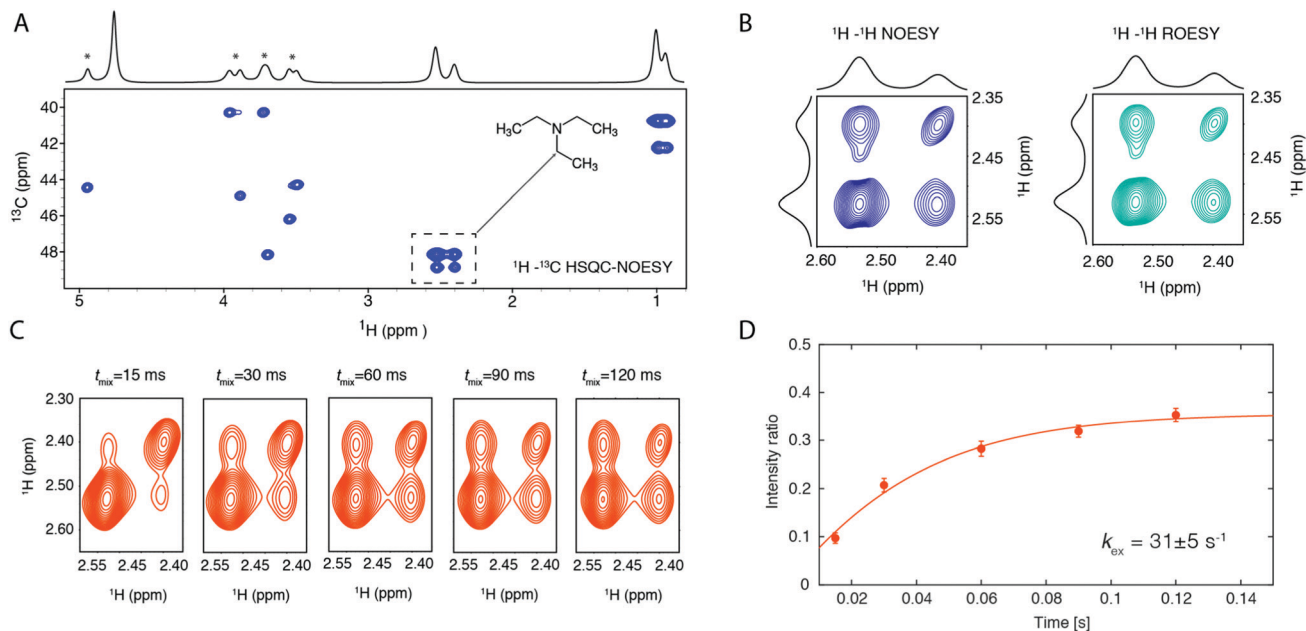 A
*
*
*
*
40
42
44
46
48
¹³C (ppm)
H₃C
N
CH₃
CH₃
¹H -¹³C HSQC-NOESY
5
4
3
2
1
¹H (ppm )
B
¹H -¹H NOESY
¹H -¹H ROESY
2.35
2.45
2.55
¹H (ppm)
2.60
2.50
2.40
¹H (ppm)
2.35
2.45
2.55
¹H (ppm)
2.60
2.50
2.40
¹H (ppm)
C
t_mix=15 ms
t_mix=30 ms
t_mix=60 ms
t_mix=90 ms
t_mix=120 ms
2.30
2.40
2.50
2.60
¹H (ppm)
2.55 2.45 2.40
2.55 2.45 2.40
2.55 2.45 2.40
2.55 2.45 2.40
2.55 2.45 2.40
¹H (ppm)
¹H (ppm)
¹H (ppm)
¹H (ppm)
¹H (ppm)
D
0.5
0.4
0.3
0.2
0.1
0
Intensity ratio
k_ex = 31±5 s⁻¹
0.02 0.04 0.06 0.08 0.1 0.12 0.14
Time [s]